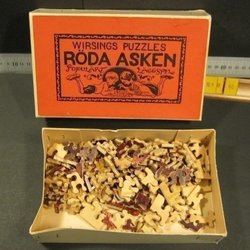 WIRSINGS PUZZLES
RÖDA ASKEN